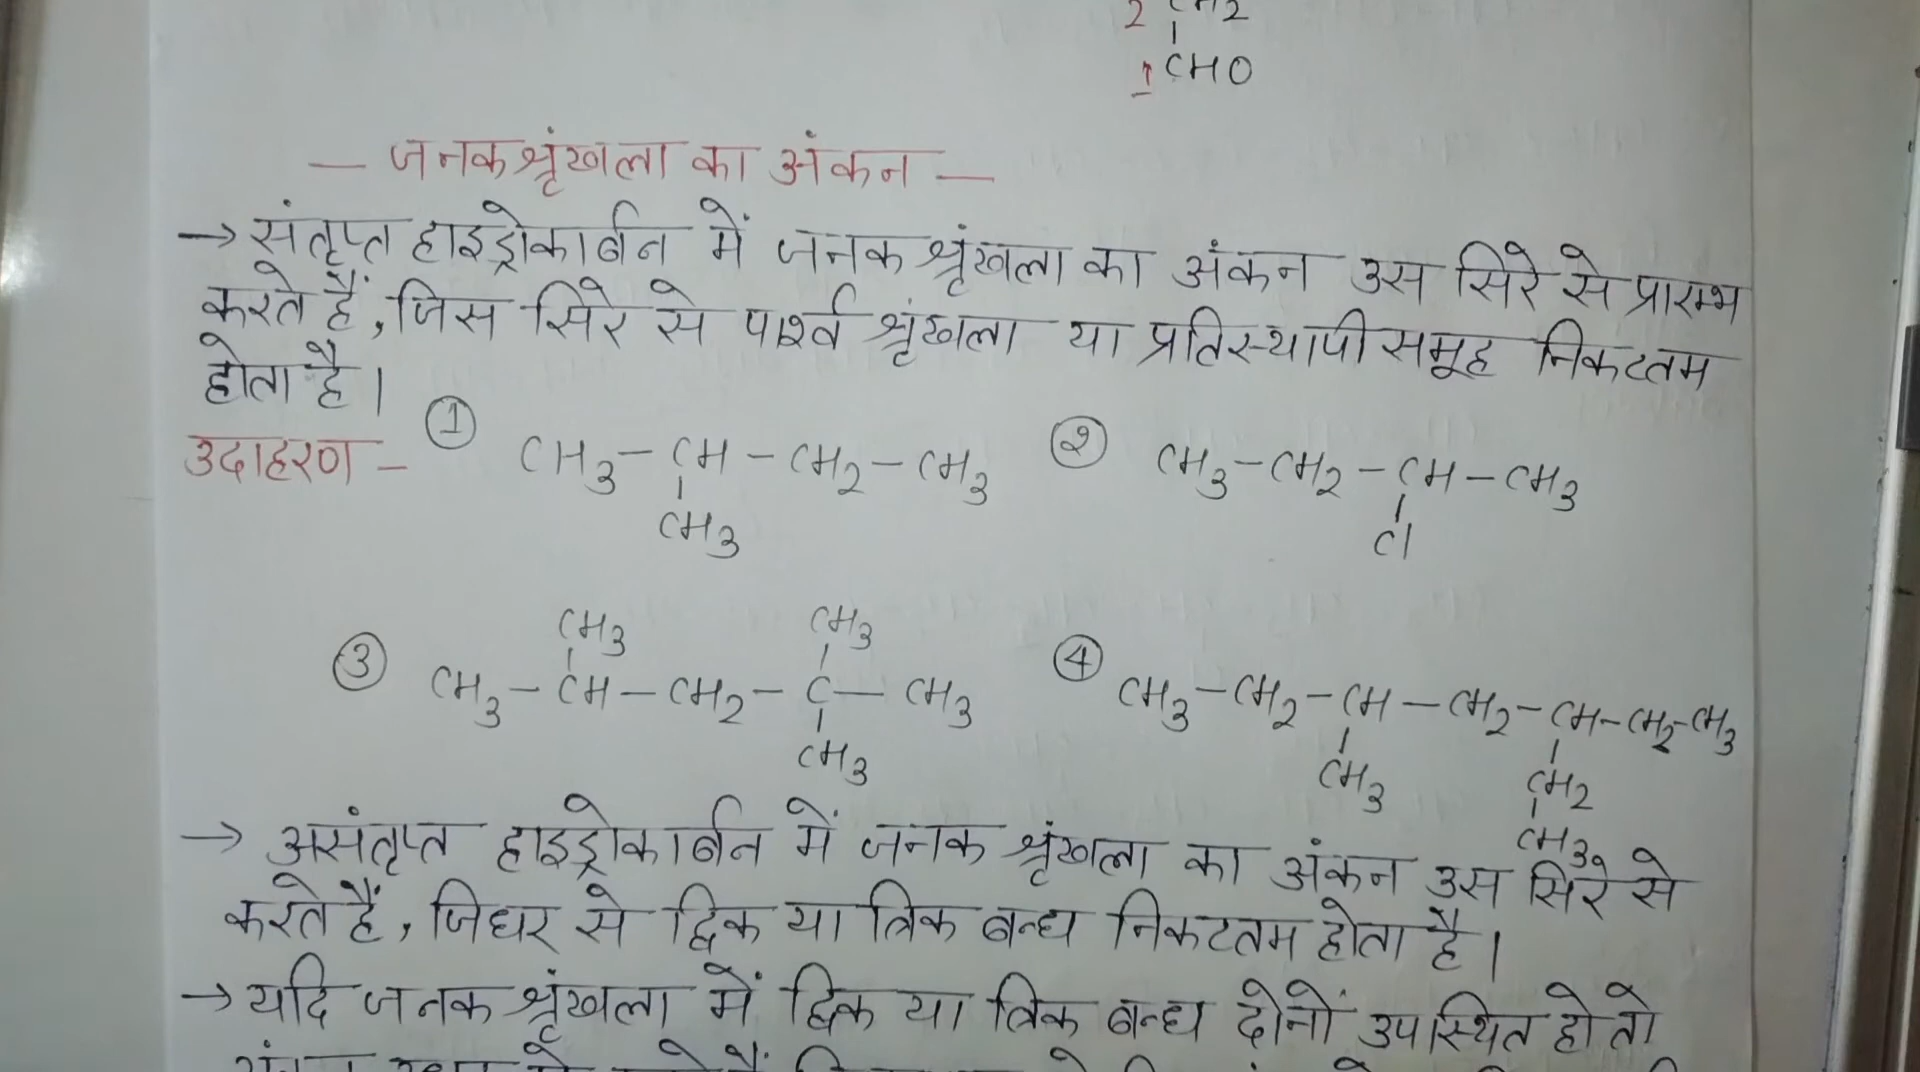 2 CH2
1 CHO
— जनक श्रृंखला का अंकन —
→ संतृप्त हाइड्रोकार्बन में जनक श्रृंखला का अंकन उस सिरे से प्रारम्भ
करते हैं, जिस सिरे से पार्श्व श्रृंखला या प्रतिस्थापी समूह निकटतम
होता है।
उदाहरण – ① CH3 – CH – CH2 – CH3 ② CH3 – CH2 – CH – CH3
CH3 Cl
CH3 CH3
③ CH3 – CH – CH2 – C – CH3 ④ CH3 – CH2 – CH – CH2 – CH – CH2 – CH3
CH3 CH3 CH2
CH3
→ असंतृप्त हाइड्रोकार्बन में जनक श्रृंखला का अंकन उस सिरे से
करते हैं, जिधर से द्विक या त्रिक बन्ध निकटतम होता है।
→ यदि जनक श्रृंखला में द्विक या त्रिक बन्ध दोनों उपस्थित हो तो